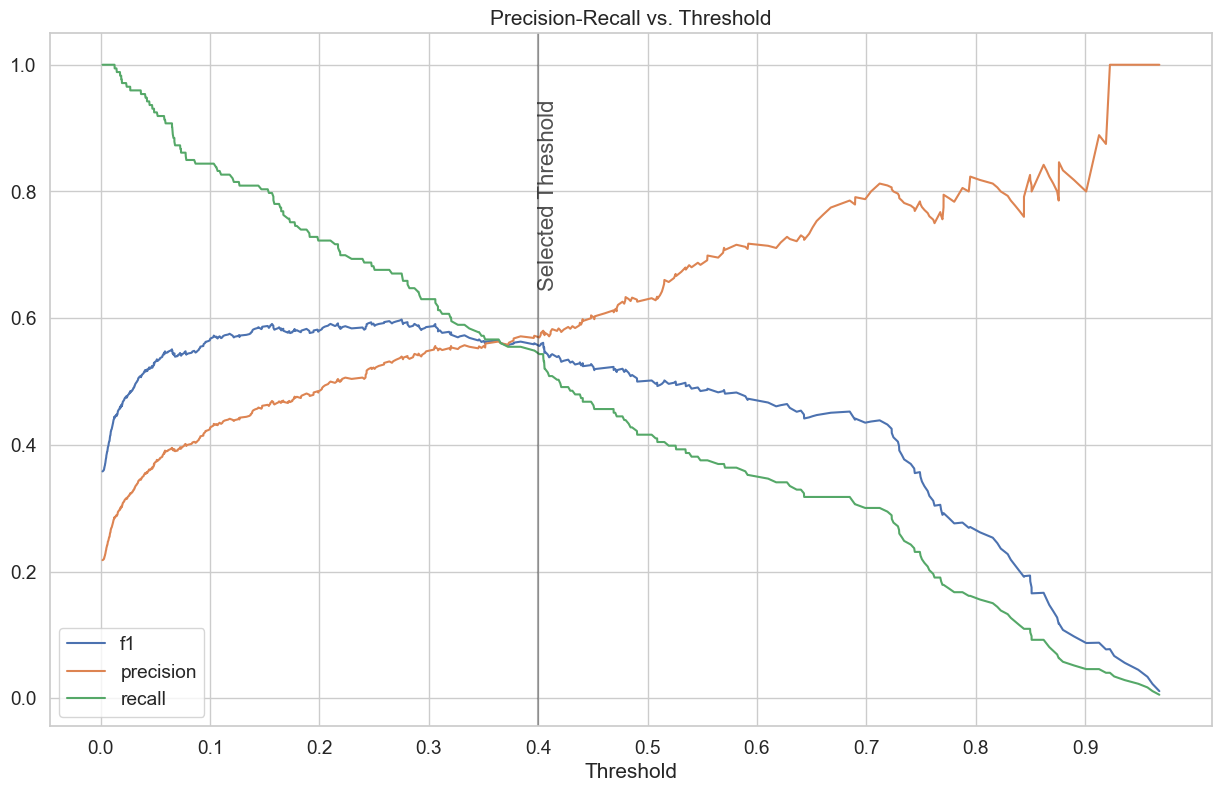 Precision-Recall vs. Threshold
1.0
0.8
0.6
0.4
0.2
0.0
Selected Threshold
f1
precision
recall
0.0 0.1 0.2 0.3 0.4 0.5 0.6 0.7 0.8 0.9
Threshold